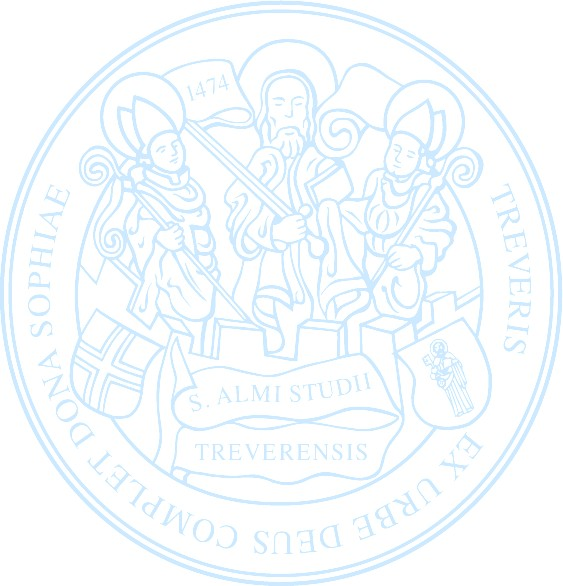 1474
TREVERIS EX URBE DEUS COMPLET DONA SOPHIAE
S. ALMI STUDII
TREVERENSIS